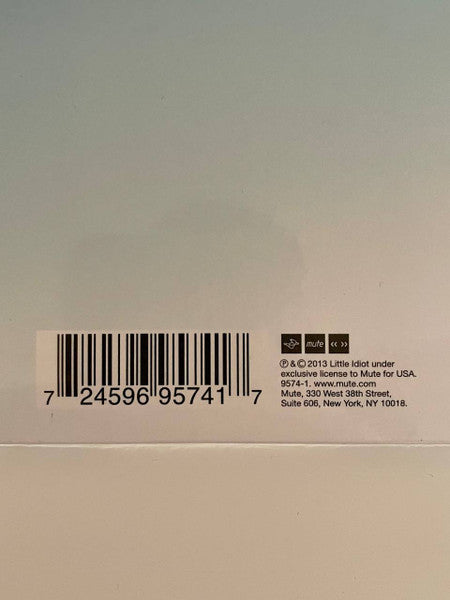 7 24596 95741 7
mute
℗ & © 2013 Little Idiot under
exclusive license to Mute for USA.
9574-1. www.mute.com
Mute, 330 West 38th Street,
Suite 606, New York, NY 10018.